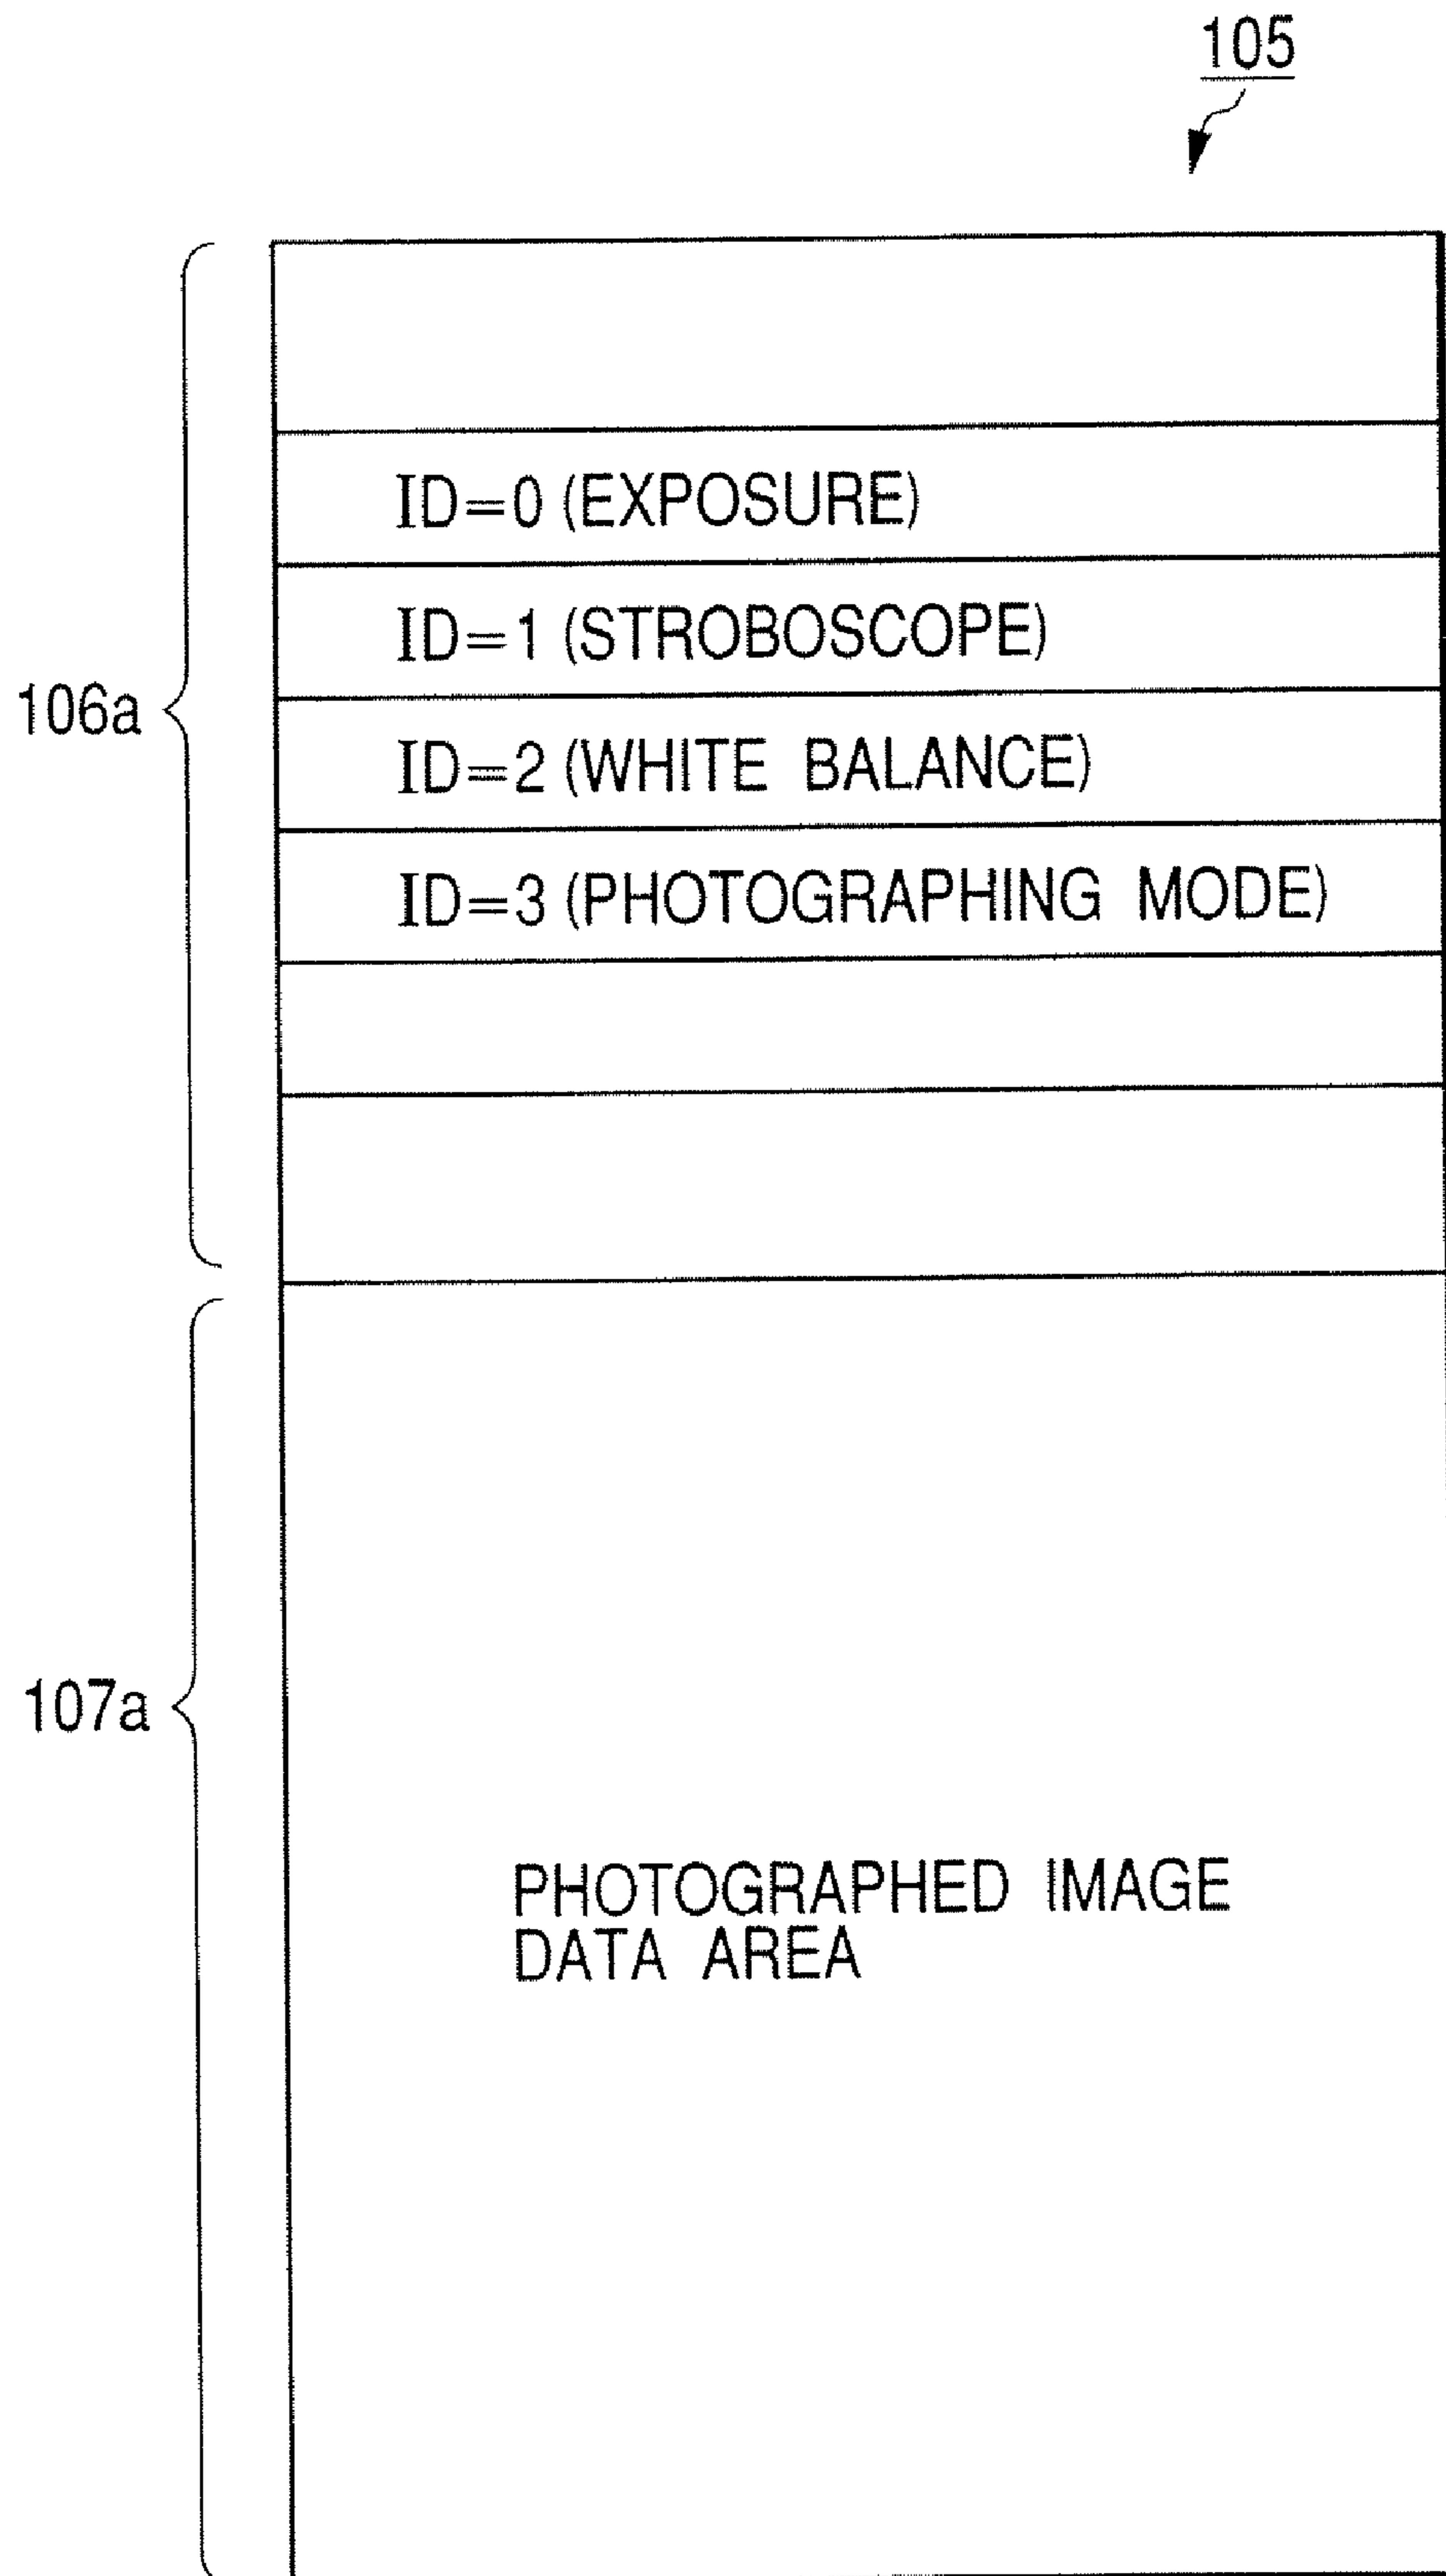 105
ID=0 (EXPOSURE)
ID=1 (STROBOSCOPE)
106a
ID=2 (WHITE BALANCE)
ID=3 (PHOTOGRAPHING MODE)
107a
PHOTOGRAPHED IMAGE
DATA AREA